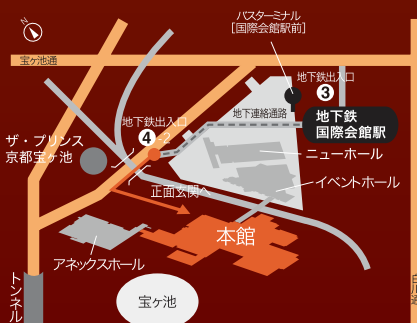 N
バスターミナル
[国際会館駅前]
宝ヶ池通
地下鉄出入口
3
地下鉄出入口
4-2
地下連絡通路
地下鉄
国際会館駅
ザ・プリンス
京都宝ヶ池
ニューホール
正面玄関へ
イベントホール
本館
アネックスホール
トンネル
宝ヶ池
白川通